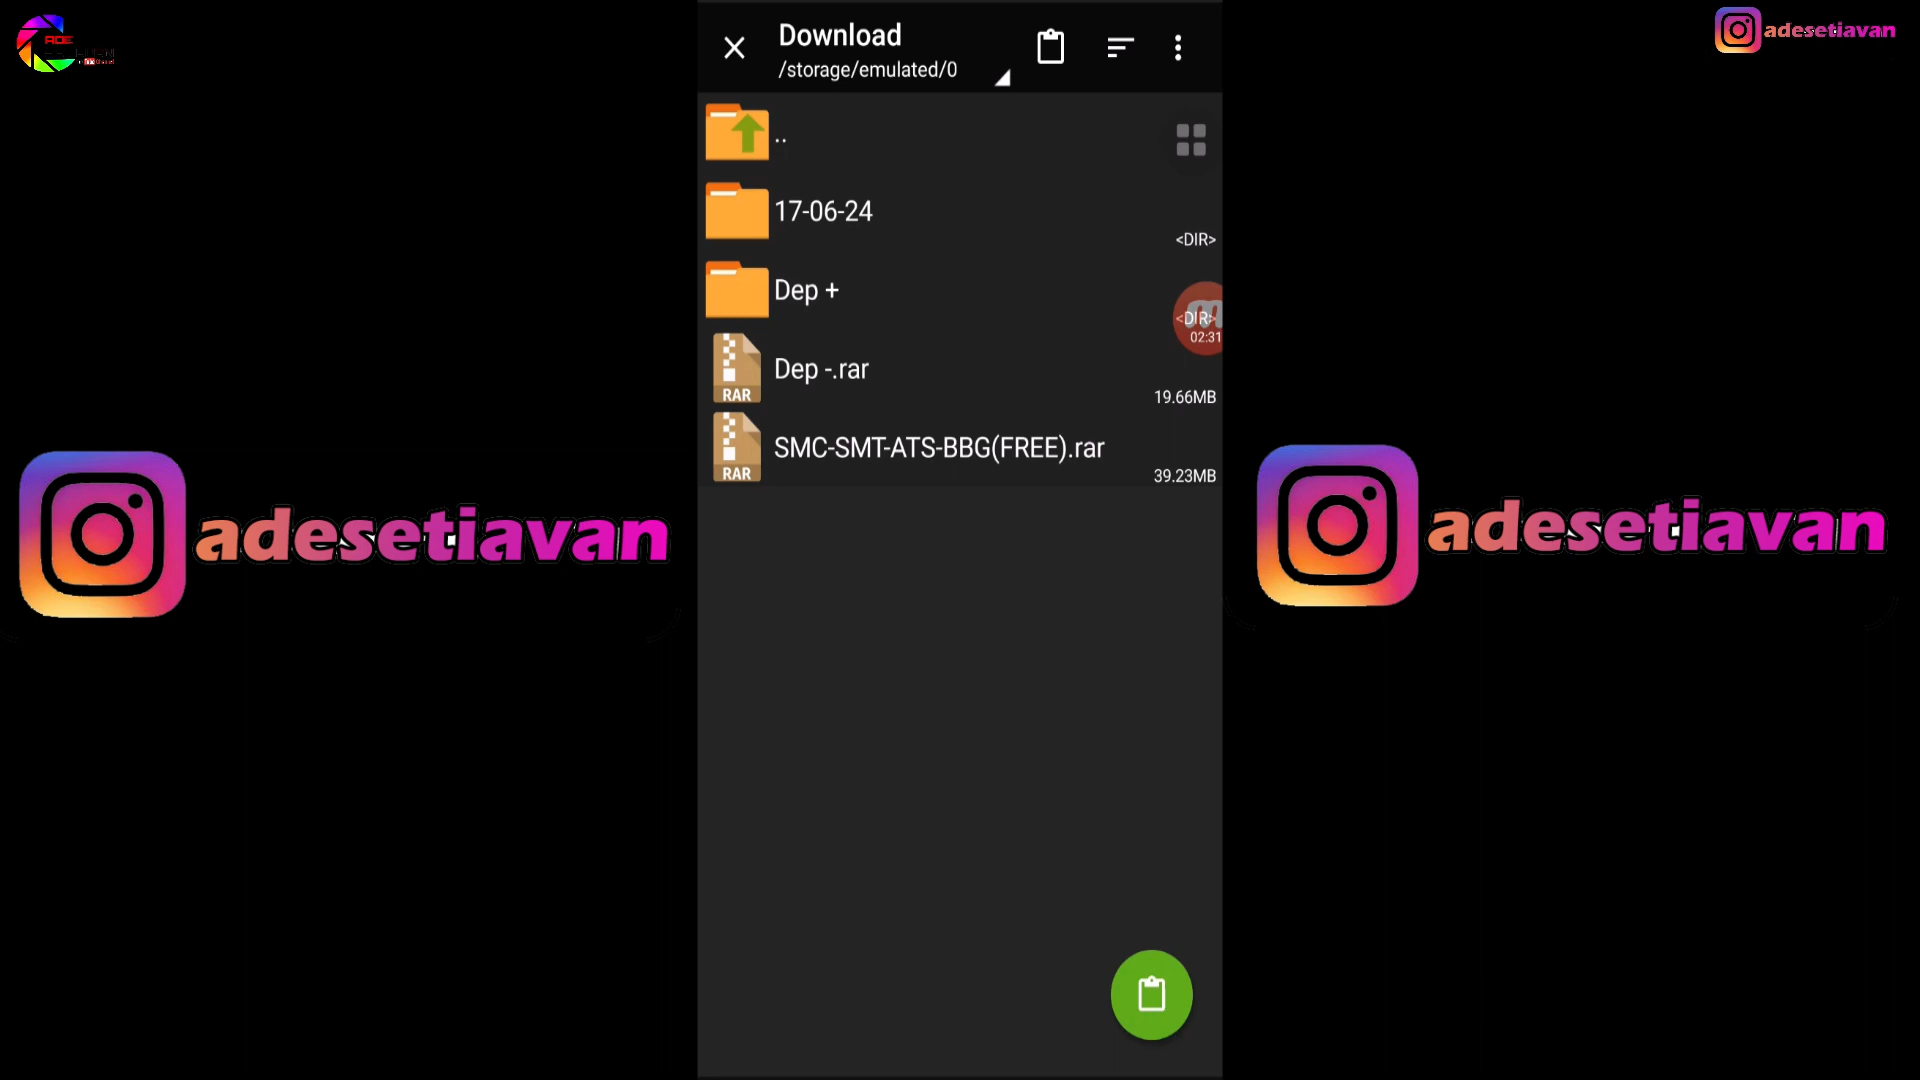 ADE
adesetiavan
Download
/storage/emulated/0
..
17-06-24
<DIR>
Dep +
<DIR>
02:31
Dep -.rar
RAR
19.66MB
SMC-SMT-ATS-BBG(FREE).rar
RAR
39.23MB
adesetiavan
adesetiavan